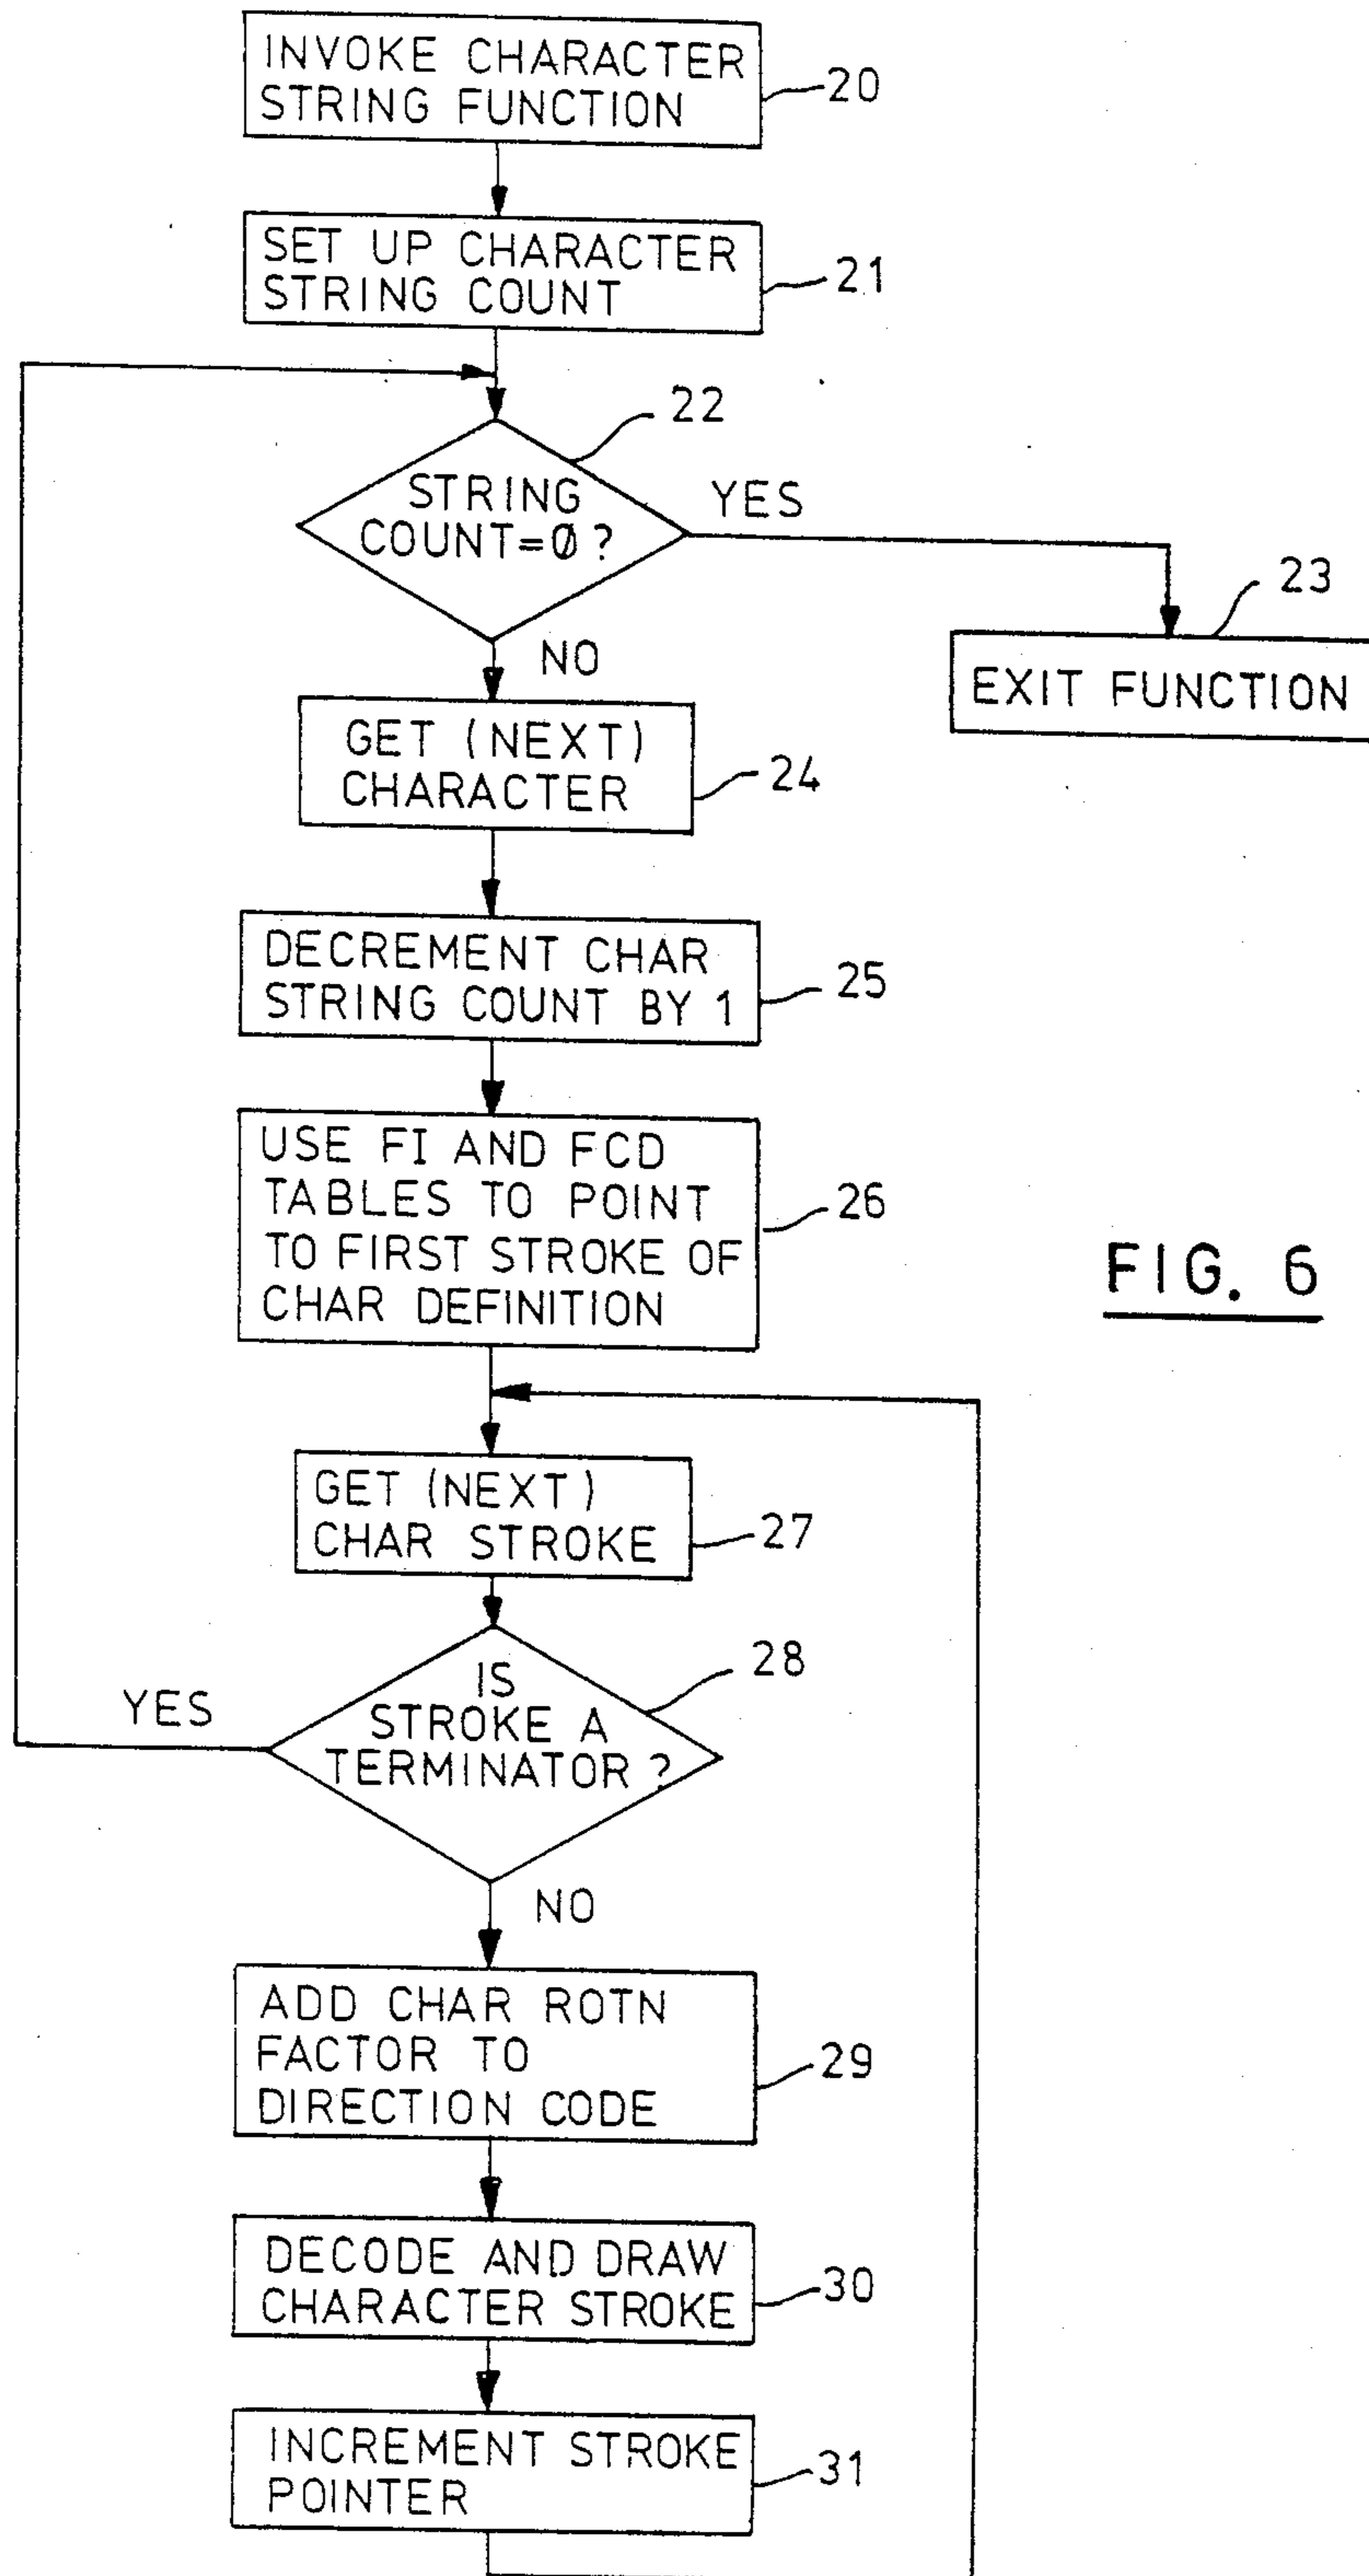 INVOKE CHARACTER
STRING FUNCTION
20
SET UP CHARACTER
STRING COUNT
21
22
STRING
COUNT=Ø?
YES
23
EXIT FUNCTION
NO
GET (NEXT)
CHARACTER
24
DECREMENT CHAR
STRING COUNT BY 1
25
USE FI AND FCD
TABLES TO POINT
TO FIRST STROKE OF
CHAR DEFINITION
26
FIG. 6
GET (NEXT)
CHAR STROKE
27
28
IS
STROKE A
TERMINATOR?
YES
NO
ADD CHAR ROTN
FACTOR TO
DIRECTION CODE
29
DECODE AND DRAW
CHARACTER STROKE
30
INCREMENT STROKE
POINTER
31